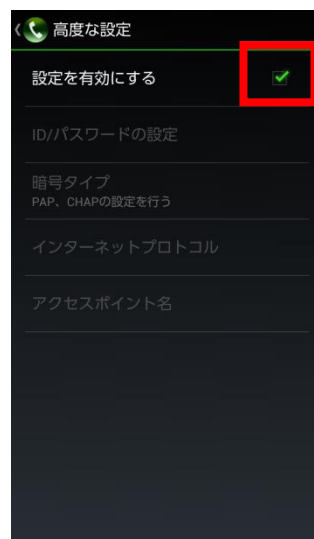 高度な設定
設定を有効にする
ID/パスワードの設定
暗号タイプ
PAP、CHAPの設定を行う
インターネットプロトコル
アクセスポイント名